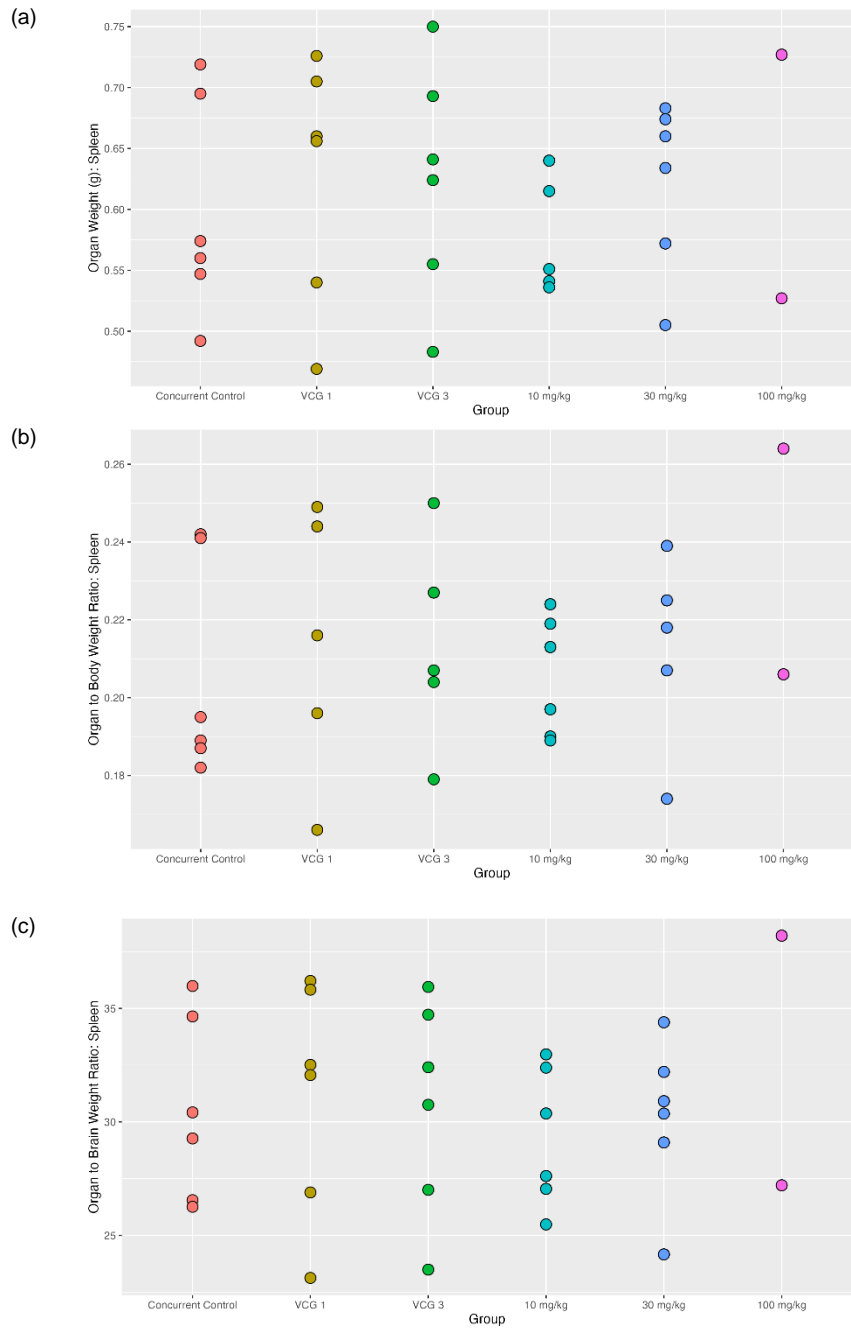 (a)
Organ Weight (g): Spleen
0.75
0.70
0.65
0.60
0.55
0.50
Concurrent Control VCG 1 VCG 3 10 mg/kg 30 mg/kg 100 mg/kg
Group
(b)
Organ to Body Weight Ratio: Spleen
0.26
0.24
0.22
0.20
0.18
Concurrent Control VCG 1 VCG 3 10 mg/kg 30 mg/kg 100 mg/kg
Group
(c)
Organ to Brain Weight Ratio: Spleen
35
30
25
Concurrent Control VCG 1 VCG 3 10 mg/kg 30 mg/kg 100 mg/kg
Group